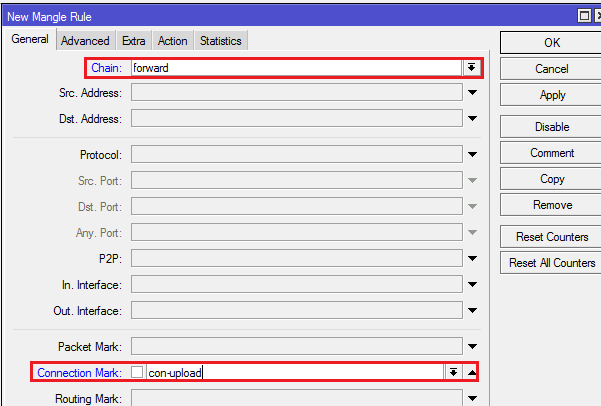 New Mangle Rule
General Advanced Extra Action Statistics
Chain: forward
Src. Address:
Dst. Address:
Protocol:
Src. Port:
Dst. Port:
Any. Port:
P2P:
In. Interface:
Out. Interface:
Packet Mark:
Connection Mark: con-upload
Routing Mark:
OK
Cancel
Apply
Disable
Comment
Copy
Remove
Reset Counters
Reset All Counters